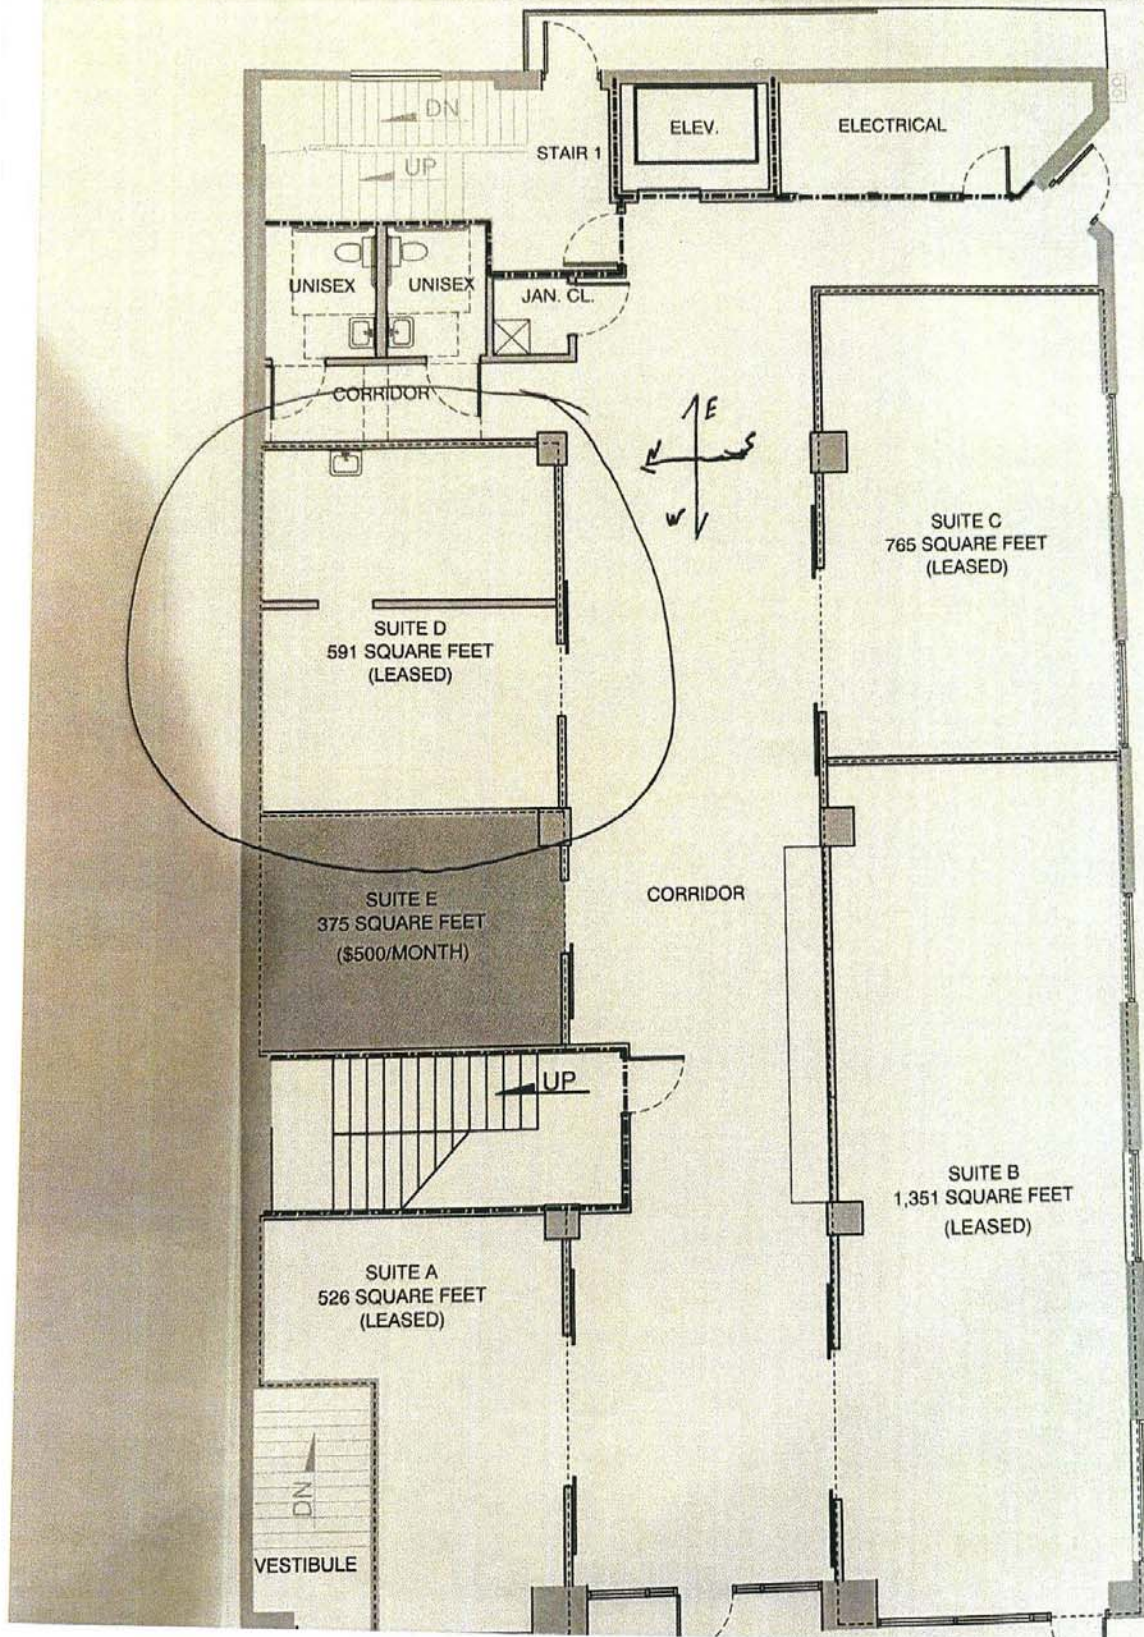 DN
UP
STAIR 1
ELEV.
ELECTRICAL
UNISEX
UNISEX
JAN. CL.
CORRIDOR
E
N
S
W
SUITE C
765 SQUARE FEET
(LEASED)
SUITE D
591 SQUARE FEET
(LEASED)
SUITE E
375 SQUARE FEET
($500/MONTH)
CORRIDOR
UP
SUITE B
1,351 SQUARE FEET
(LEASED)
SUITE A
526 SQUARE FEET
(LEASED)
DN
VESTIBULE